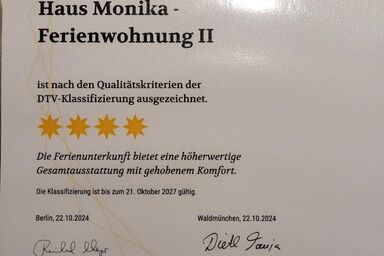 Haus Monika -
Ferienwohnung II
ist nach den Qualitätskriterien der
DTV-Klassifizierung ausgezeichnet.
Die Ferienunterkunft bietet eine höherwertige
Gesamtausstattung mit gehobenem Komfort.
Die Klassifizierung ist bis zum 21. Oktober 2027 gültig.
Berlin, 22.10.2024 Waldmünchen, 22.10.2024